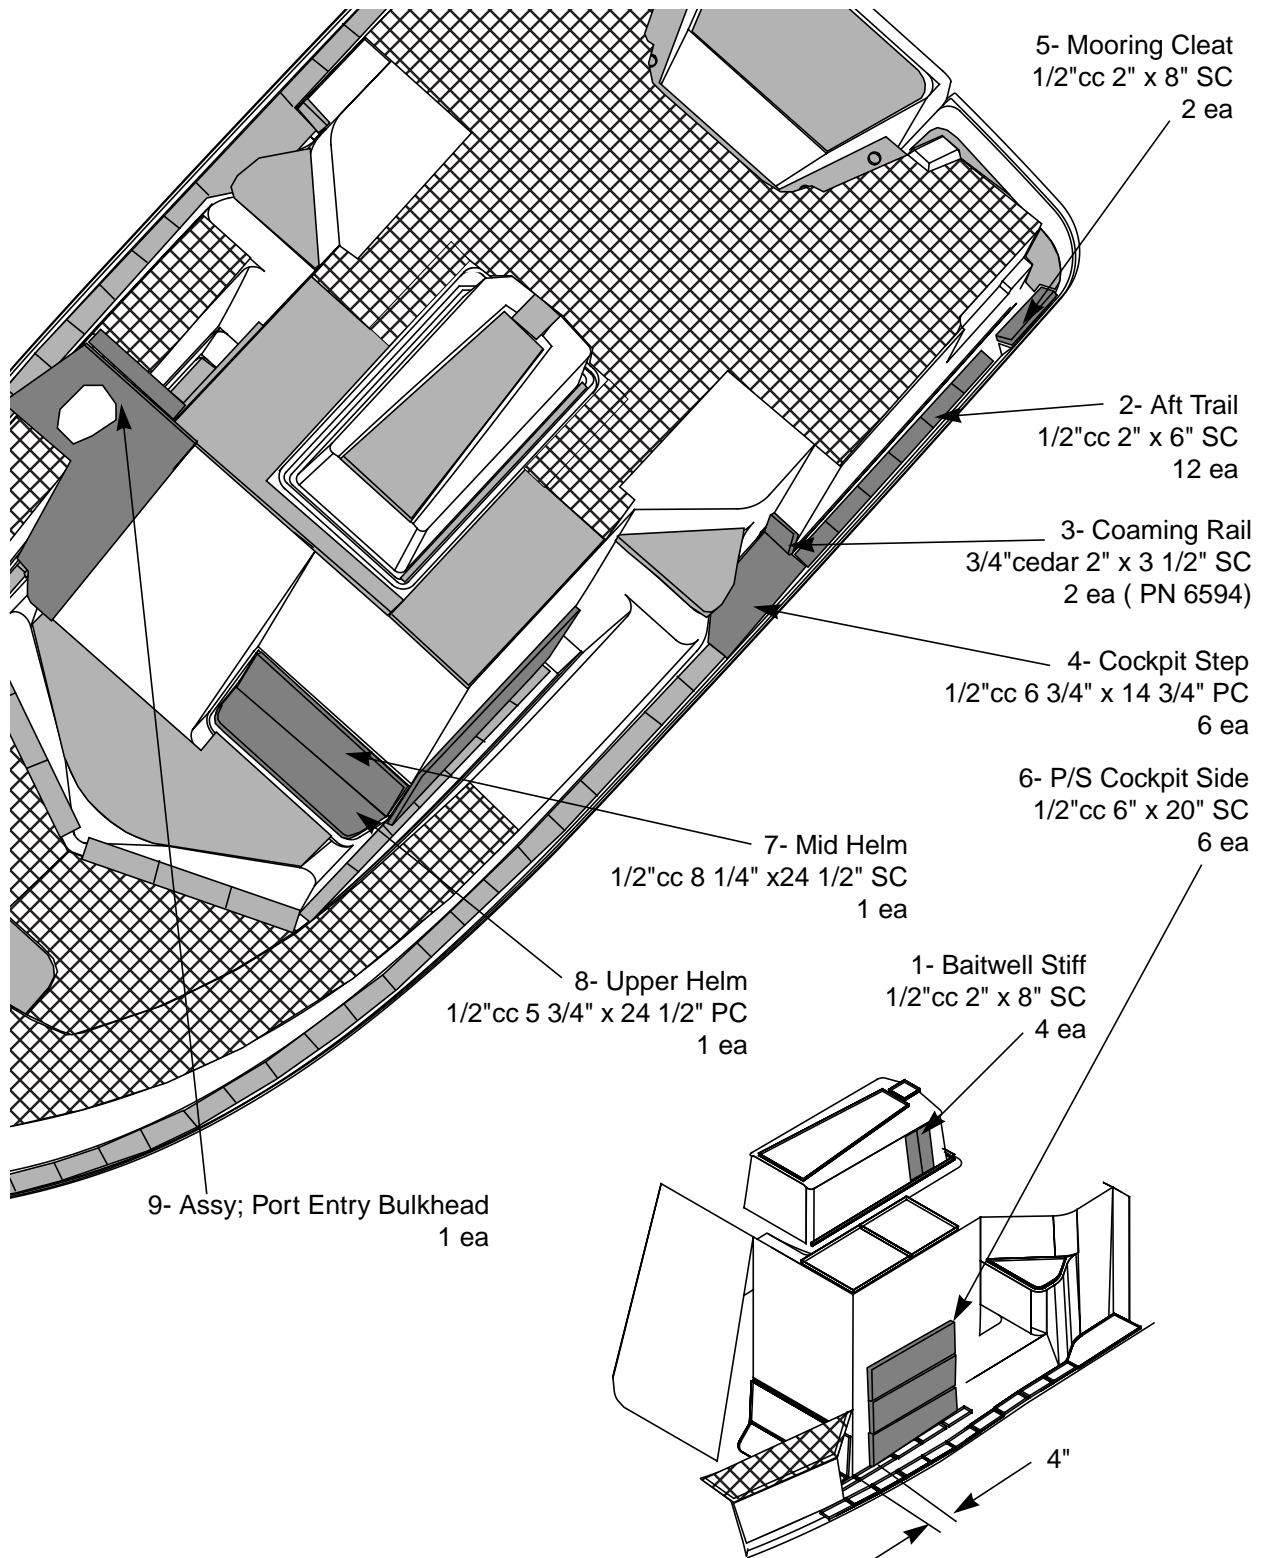 5- Mooring Cleat
1/2"cc 2" x 8" SC
2 ea
2- Aft Trail
1/2"cc 2" x 6" SC
12 ea
3- Coaming Rail
3/4"cedar 2" x 3 1/2" SC
2 ea ( PN 6594)
4- Cockpit Step
1/2"cc 6 3/4" x 14 3/4" PC
6 ea
6- P/S Cockpit Side
1/2"cc 6" x 20" SC
6 ea
7- Mid Helm
1/2"cc 8 1/4" x24 1/2" SC
1 ea
8- Upper Helm
1/2"cc 5 3/4" x 24 1/2" PC
1 ea
1- Baitwell Stiff
1/2"cc 2" x 8" SC
4 ea
9- Assy; Port Entry Bulkhead
1 ea
4"